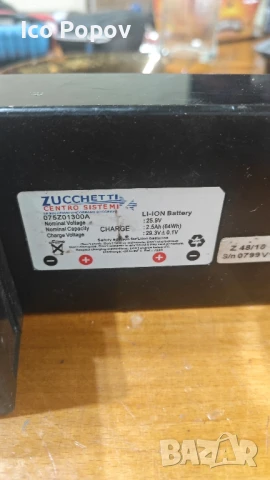 Ico Popov
ZUCCHETTI
CENTRO SISTEMI
075Z01300A
LI-ION Battery
Nominal Voltage : 25.9V
Nominal Capacity : 2.5Ah (64Wh)
Charge Voltage : 29.3V ± 0.1V
CHARGE
Z 48/10
S/n 0799V
bazar